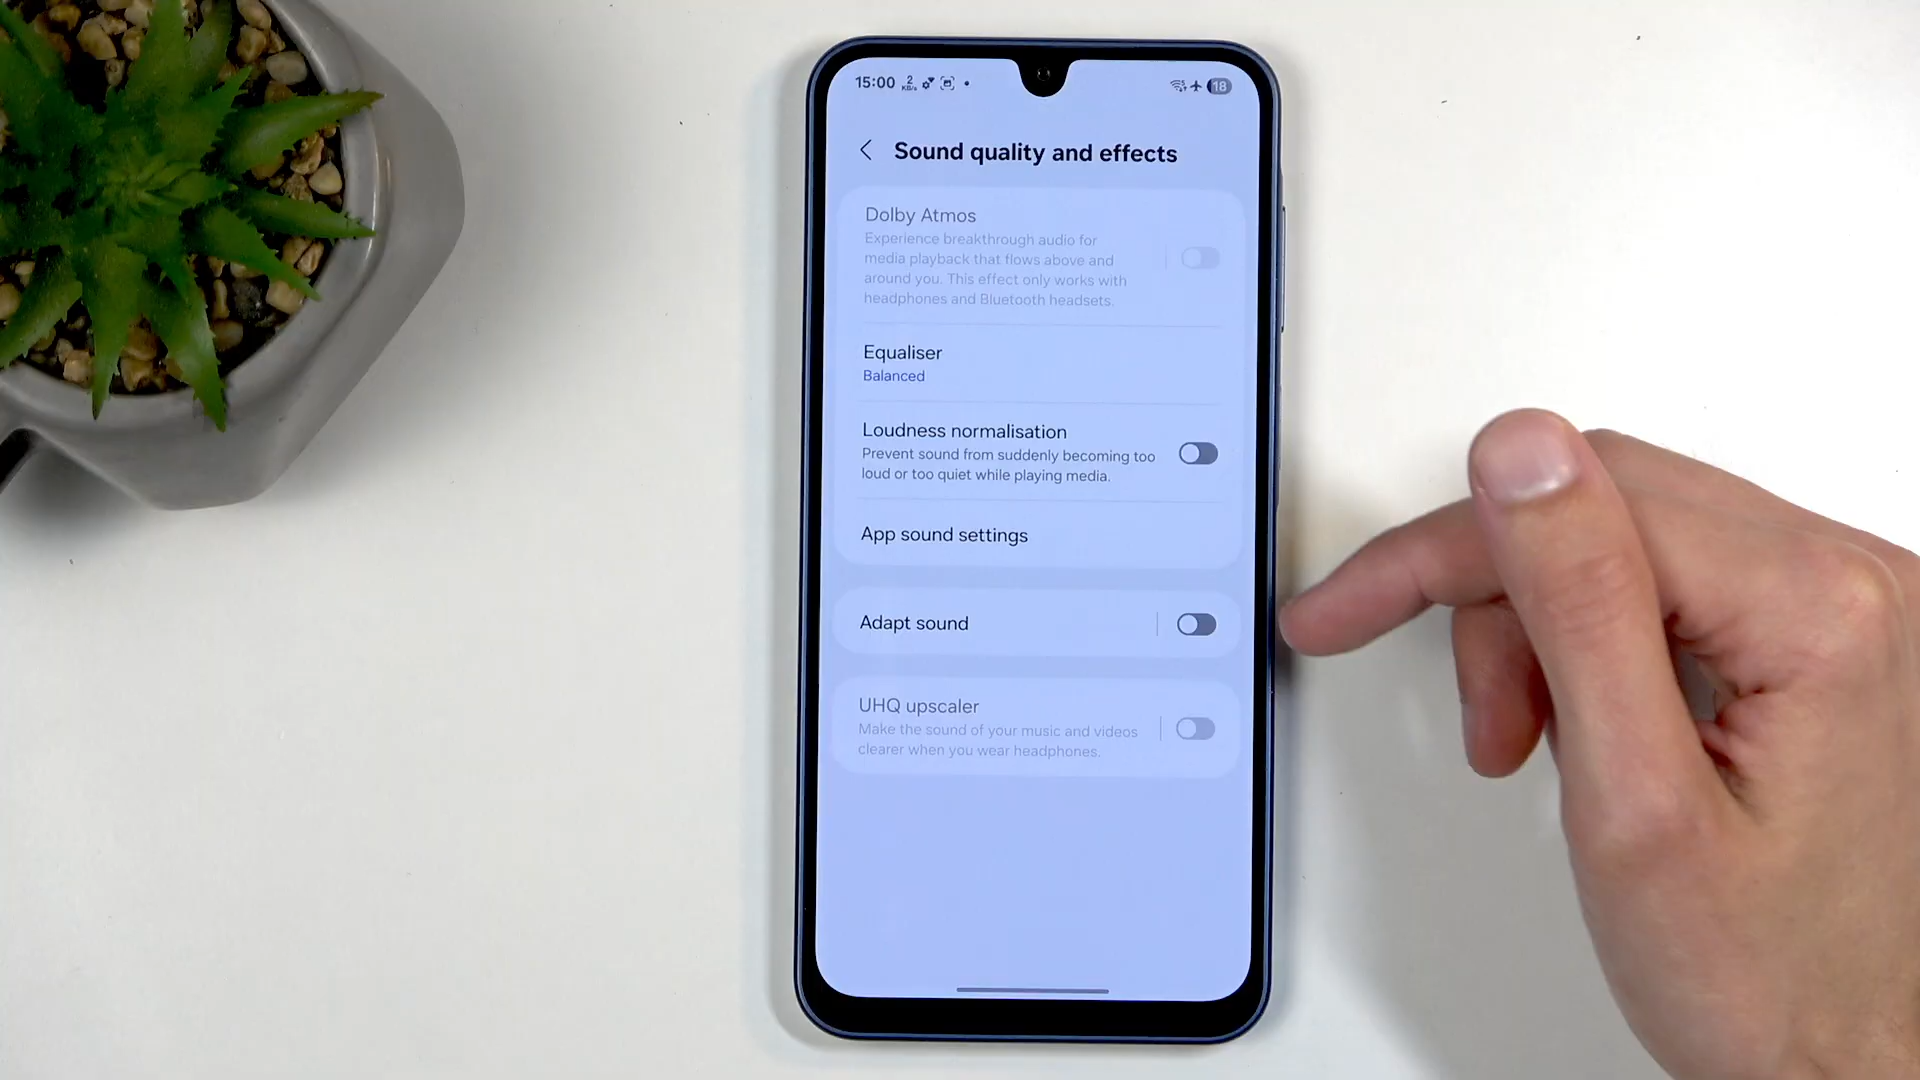 15:00
2
KB/s
18
Sound quality and effects
Dolby Atmos
Experience breakthrough audio for
media playback that flows above and
around you. This effect only works with
headphones and Bluetooth headsets.
Equaliser
Balanced
Loudness normalisation
Prevent sound from suddenly becoming too
loud or too quiet while playing media.
App sound settings
Adapt sound
UHQ upscaler
Make the sound of your music and videos
clearer when you wear headphones.